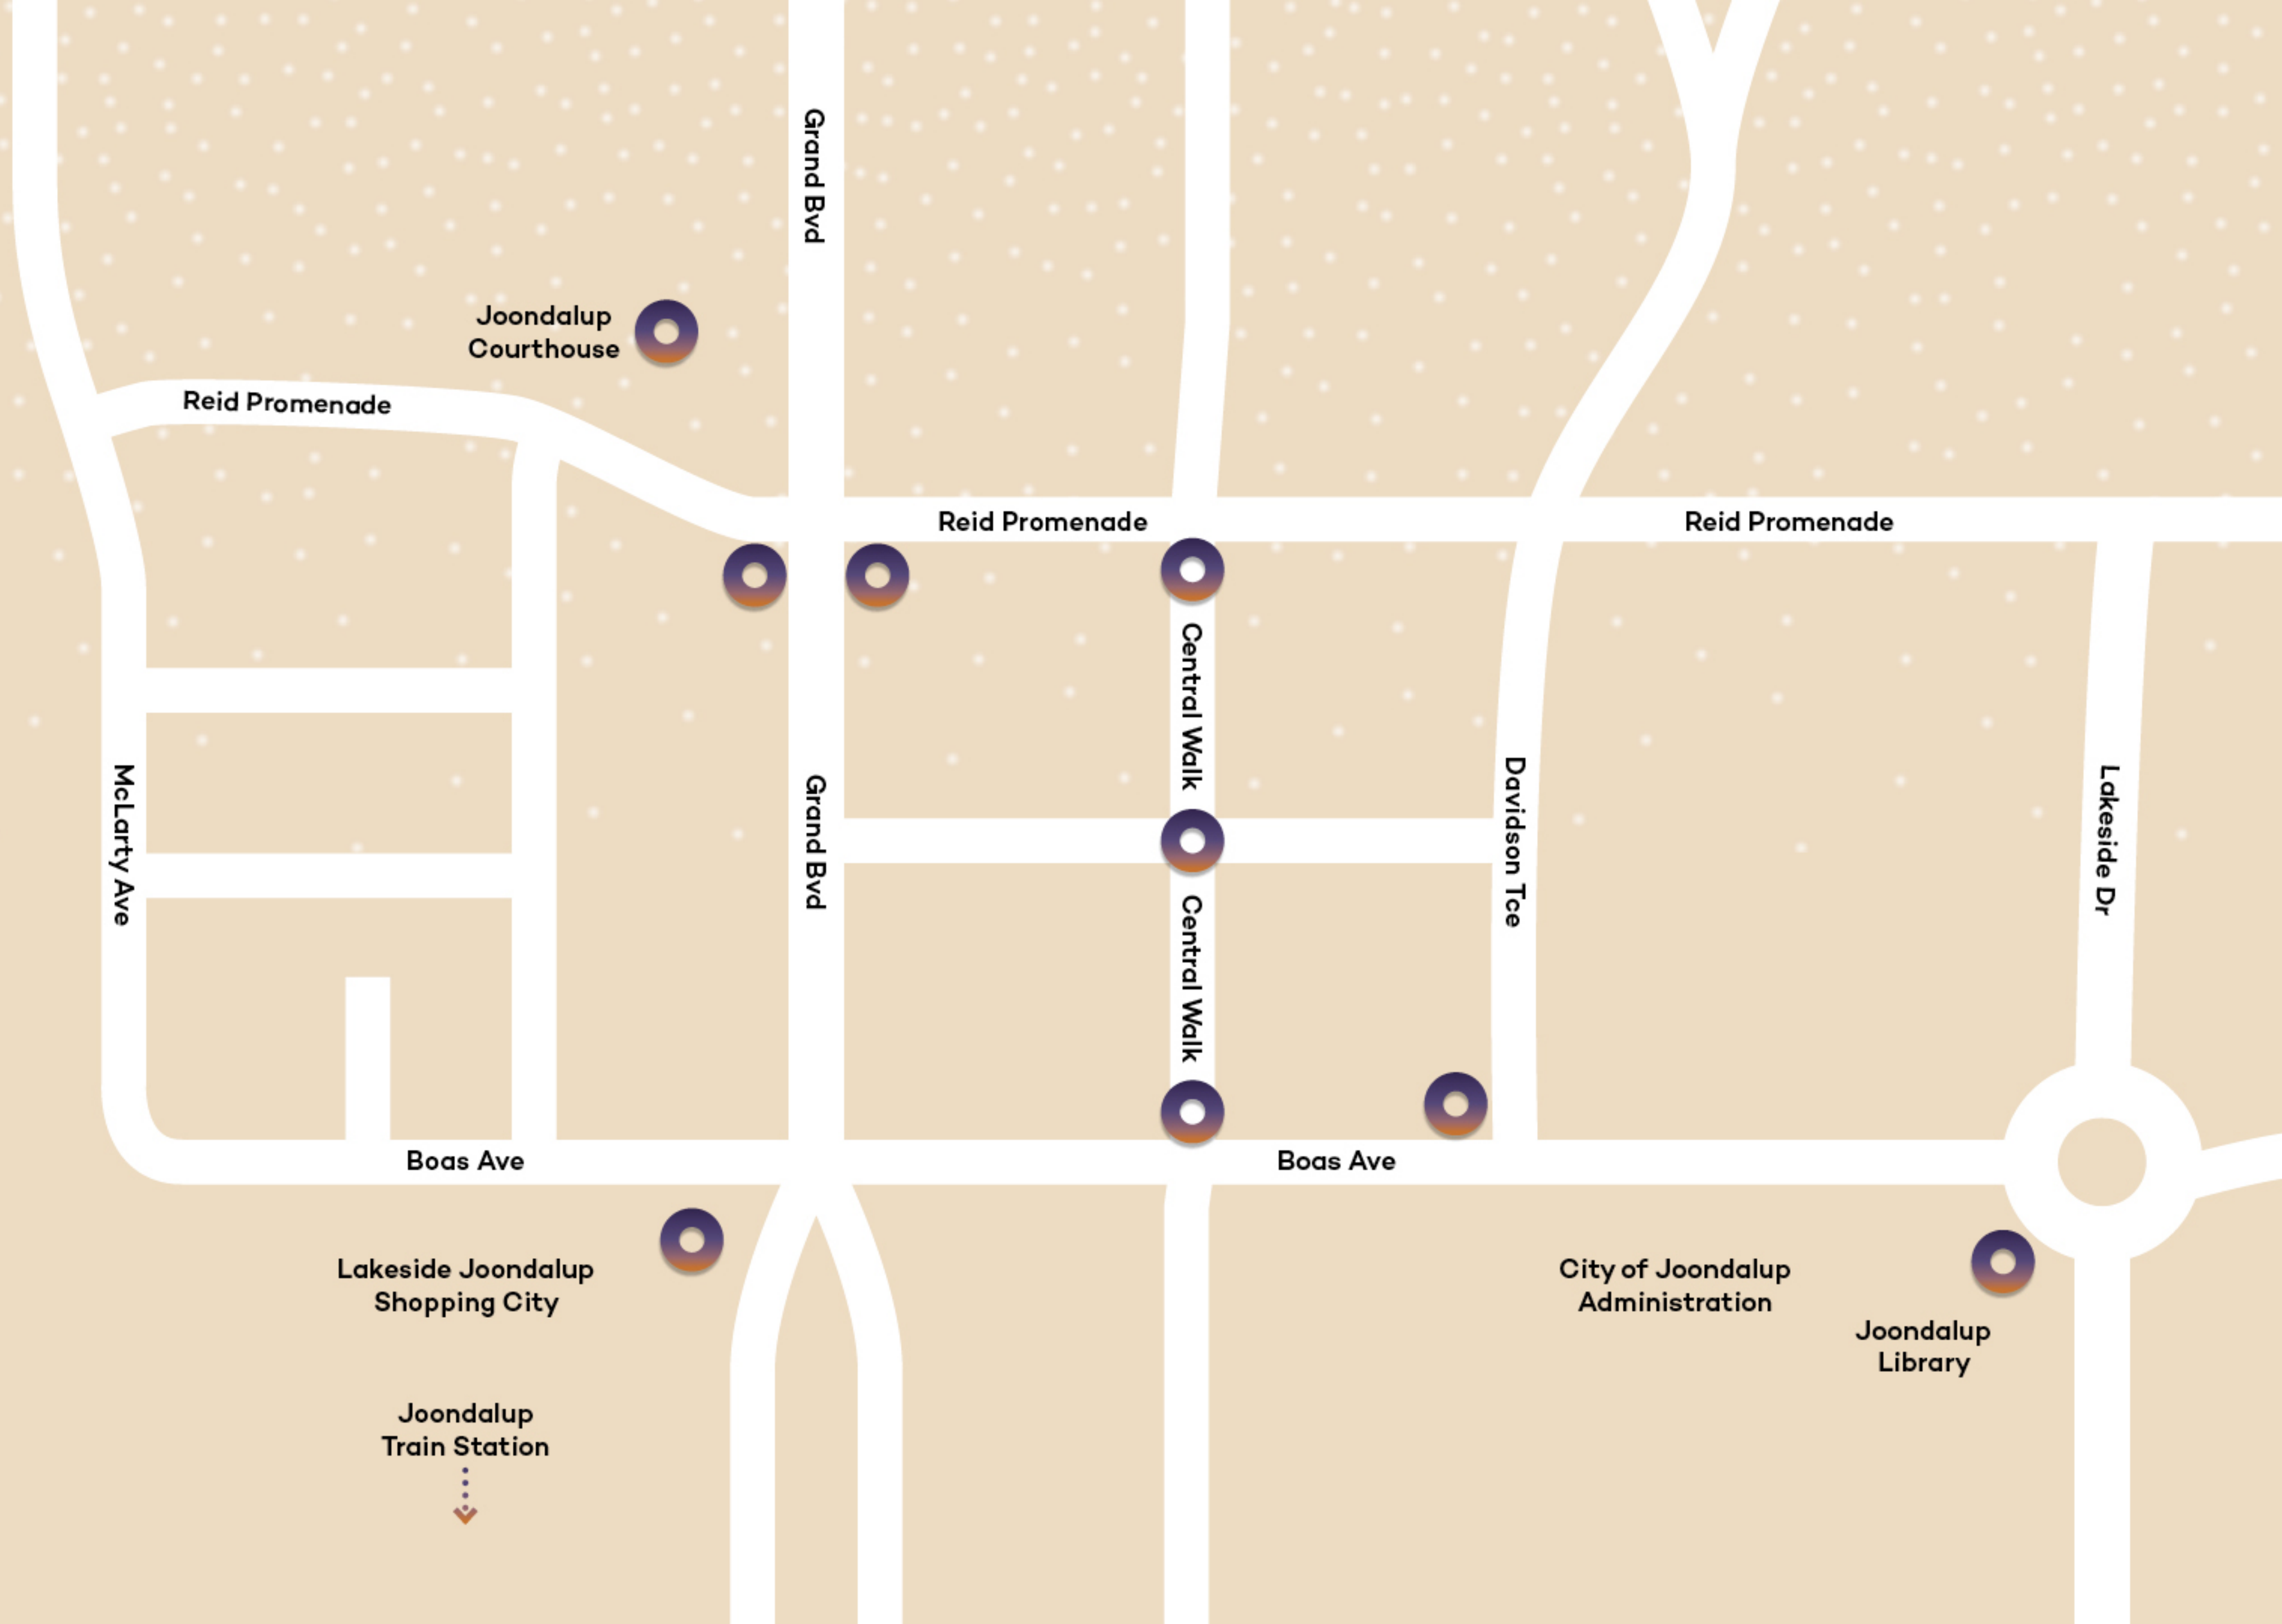 Grand Bvd
Joondalup
Courthouse
Reid Promenade
Reid Promenade
Reid Promenade
Central Walk
McLarty Ave
Grand Bvd
Davidson Tce
Lakeside Dr
Central Walk
Boas Ave
Boas Ave
Lakeside Joondalup
Shopping City
City of Joondalup
Administration
Joondalup
Library
Joondalup
Train Station